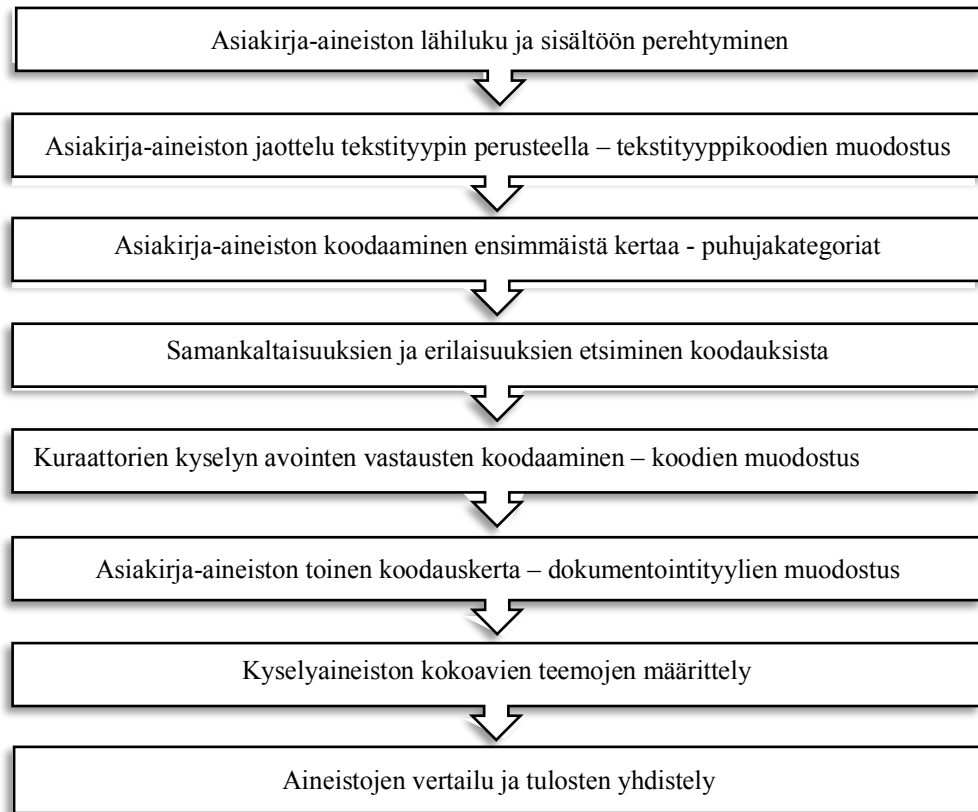 Asiakirja-aineiston lähiluku ja sisältöön perehtyminen
Asiakirja-aineiston jaottelu tekstityypin perusteella – tekstityyppikoodien muodostus
Asiakirja-aineiston koodaaminen ensimmäistä kertaa - puhujakategoriat
Samankaltaisuuksien ja erilaisuuksien etsiminen koodauksista
Kuraattorien kyselyn avointen vastausten koodaaminen – koodien muodostus
Asiakirja-aineiston toinen koodauskerta – dokumentointityylien muodostus
Kyselyaineiston kokoavien teemojen määrittely
Aineistojen vertailu ja tulosten yhdistely